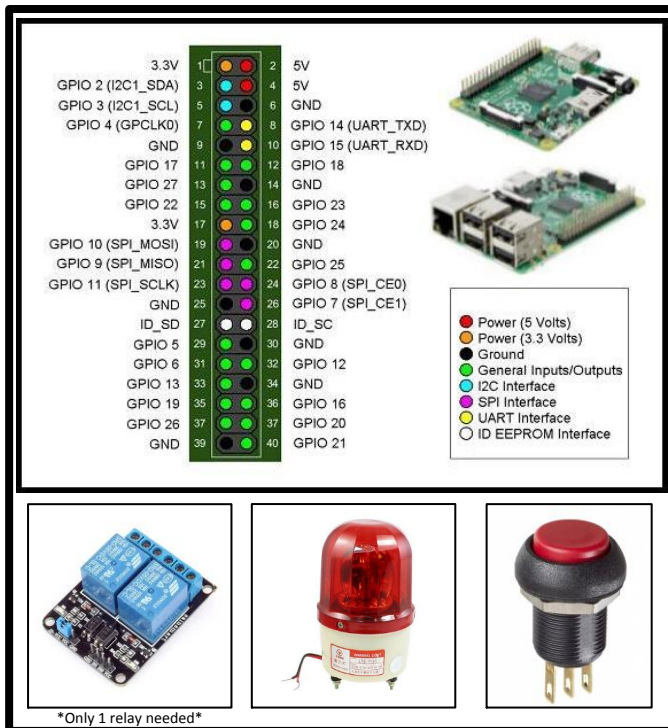 3.3V 1 2 5V
GPIO 2 (I2C1_SDA) 3 4 5V
GPIO 3 (I2C1_SCL) 5 6 GND
GPIO 4 (GPCLK0) 7 8 GPIO 14 (UART_TXD)
GND 9 10 GPIO 15 (UART_RXD)
GPIO 17 11 12 GPIO 18
GPIO 27 13 14 GND
GPIO 22 15 16 GPIO 23
3.3V 17 18 GPIO 24
GPIO 10 (SPI_MOSI) 19 20 GND
GPIO 9 (SPI_MISO) 21 22 GPIO 25
GPIO 11 (SPI_SCLK) 23 24 GPIO 8 (SPI_CE0)
GND 25 26 GPIO 7 (SPI_CE1)
ID_SD 27 28 ID_SC
GPIO 5 29 30 GND
GPIO 6 31 32 GPIO 12
GPIO 13 33 34 GND
GPIO 19 35 36 GPIO 16
GPIO 26 37 37 GPIO 20
GND 39 40 GPIO 21
Power (5 Volts)
Power (3.3 Volts)
Ground
General Inputs/Outputs
I2C Interface
SPI Interface
UART Interface
ID EEPROM Interface
*Only 1 relay needed*